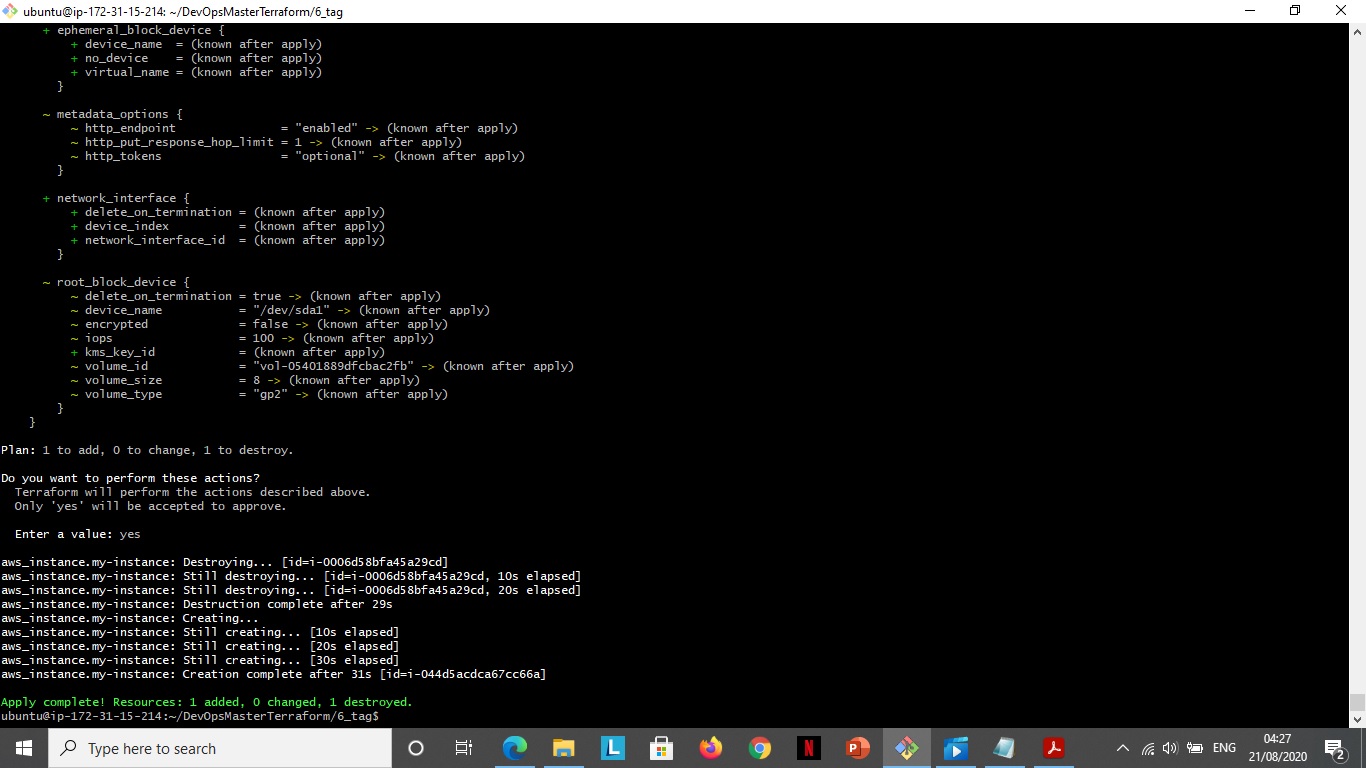 ubuntu@ip-172-31-15-214: ~/DevOpsMasterTerraform/6_tag
+ ephemeral_block_device {
+ device_name = (known after apply)
+ no_device = (known after apply)
+ virtual_name = (known after apply)
}
~ metadata_options {
~ http_endpoint = "enabled" -> (known after apply)
~ http_put_response_hop_limit = 1 -> (known after apply)
~ http_tokens = "optional" -> (known after apply)
}
+ network_interface {
+ delete_on_termination = (known after apply)
+ device_index = (known after apply)
+ network_interface_id = (known after apply)
}
~ root_block_device {
~ delete_on_termination = true -> (known after apply)
~ device_name = "/dev/sda1" -> (known after apply)
~ encrypted = false -> (known after apply)
~ iops = 100 -> (known after apply)
+ kms_key_id = (known after apply)
~ volume_id = "vol-05401889dfcbac2fb" -> (known after apply)
~ volume_size = 8 -> (known after apply)
~ volume_type = "gp2" -> (known after apply)
}
}
Plan: 1 to add, 0 to change, 1 to destroy.
Do you want to perform these actions?
Terraform will perform the actions described above.
Only 'yes' will be accepted to approve.
Enter a value: yes
aws_instance.my-instance: Destroying... [id=i-0006d58bfa45a29cd]
aws_instance.my-instance: Still destroying... [id=i-0006d58bfa45a29cd, 10s elapsed]
aws_instance.my-instance: Still destroying... [id=i-0006d58bfa45a29cd, 20s elapsed]
aws_instance.my-instance: Destruction complete after 29s
aws_instance.my-instance: Creating...
aws_instance.my-instance: Still creating... [10s elapsed]
aws_instance.my-instance: Still creating... [20s elapsed]
aws_instance.my-instance: Still creating... [30s elapsed]
aws_instance.my-instance: Creation complete after 31s [id=i-044d5acdca67cc66a]
Apply complete! Resources: 1 added, 0 changed, 1 destroyed.
ubuntu@ip-172-31-15-214:~/DevOpsMasterTerraform/6_tag$
Type here to search
L
N
P
ENG
04:27
21/08/2020
2